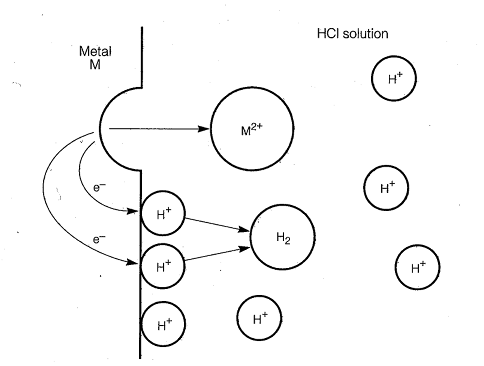 HCl solution
Metal
M
H+
M2+
e−
H+
H+
H2
e−
H+
H+
H+
H+